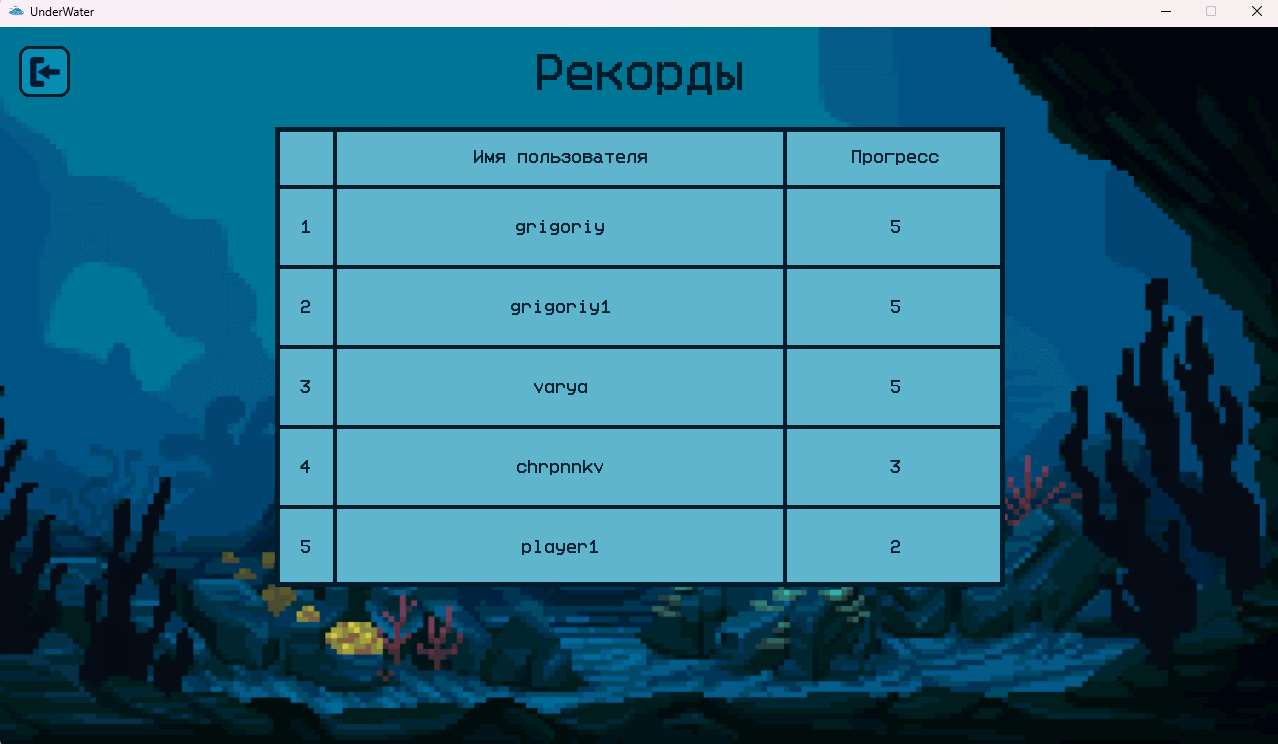 UnderWater
Рекорды
Имя пользователя Прогресс
1 grigoriy 5
2 grigoriy1 5
3 varya 5
4 chrpnnkv 3
5 player1 2